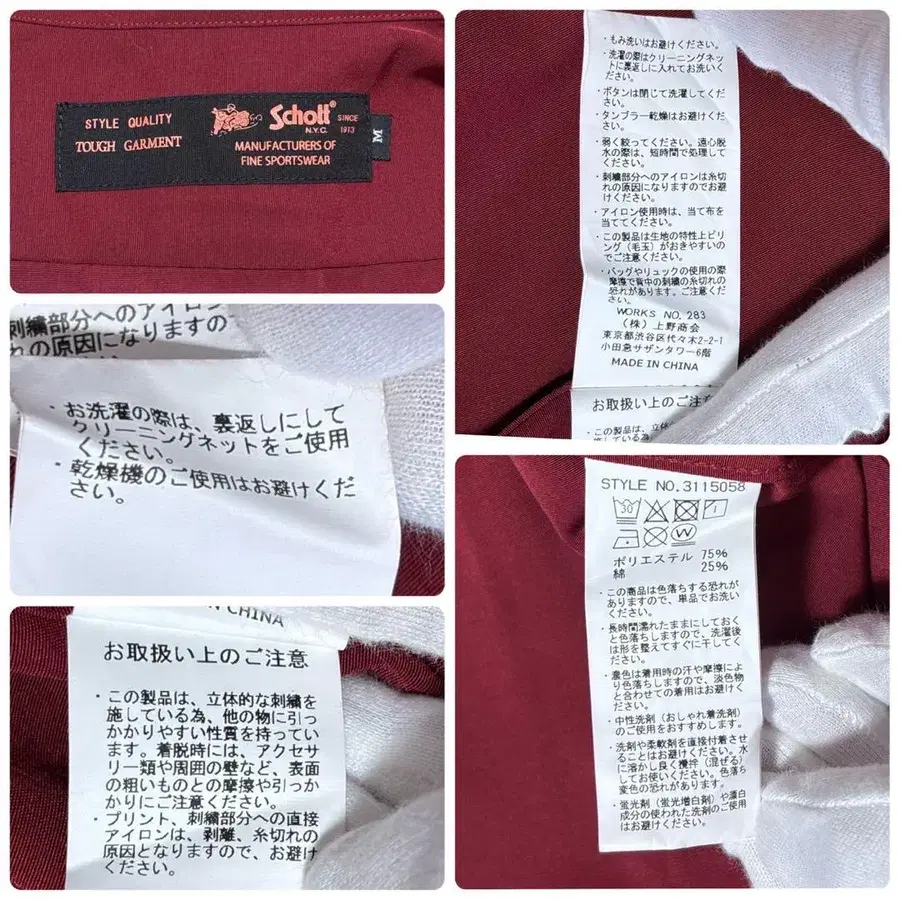 STYLE QUALITY
TOUGH GARMENT
Schott
N.Y.C.
SINCE
1913
MANUFACTURERS OF
FINE SPORTSWEAR
M
・もみ洗いはお避けください。
・洗濯の際はクリーニングネッ
トに裏返しに入れてお洗いく
ださい。
・ボタンは閉じて洗濯してくだ
さい。
・タンブラー乾燥はお避けくだ
さい。
・弱く絞ってください。遠心脱
水の際は、短時間で処理して
ください。
・刺繍部分へのアイロンは糸切
れの原因になりますのでお避け
ください。
・アイロン使用時は、当て布を
当ててください。
・この製品は生地の特性上ピリ
ング(毛玉)がおきやすいの
でご注意ください。
・バッグやリュックの使用の際
摩擦で背中の刺繍の糸切れの
恐れがあります。ご注意くだ
さい。
WORKS NO. 283
(株)上野商会
東京都渋谷区代々木2-2-1
小田急サザンタワー6階
MADE IN CHINA
お取扱い上のご注意
・この製品は、立体
施している為
刺繍部分へのアイロン
れの原因になりますの
・お洗濯の際は、裏返しにして
クリーニングネットをご使用
ください。
・乾燥機のご使用はお避けくだ
さい。
CHINA
お取扱い上のご注意
・この製品は、立体的な刺繍を
施している為、他の物に引っ
かかりやすい性質を持ってい
ます。着脱時には、アクセサ
リー類や周囲の壁など、表面
の粗いものとの摩擦や引っか
かりにご注意ください。
・プリント、刺繍部分への直接
アイロンは、剥離、糸切れの
原因となりますので、お避け
ください。
STYLE NO. 3115058
30
W
ポリエステル 75%
綿 25%
・この商品は色落ちする恐れが
ありますので、単品でお洗い
ください。
・長時間濡れたままにしておく
と色落ちしますので、洗濯後
は形を整えてすぐに干してく
ださい。
・濃色は着用時の汗や摩擦によ
り色落ちしますので、淡色物
と合わせての着用はお避けく
ださい。
・中性洗剤(おしゃれ着洗剤)
のご使用をおすすめします。
・洗剤や柔軟剤を直接付着させ
ることはお避けください。水
に溶かし良く攪拌(混ぜる)
してお使いください。色落ち
変色の恐れがあります。
・蛍光剤(蛍光増白剤)や漂白
成分の使われた洗剤のご使用
はお避けください。